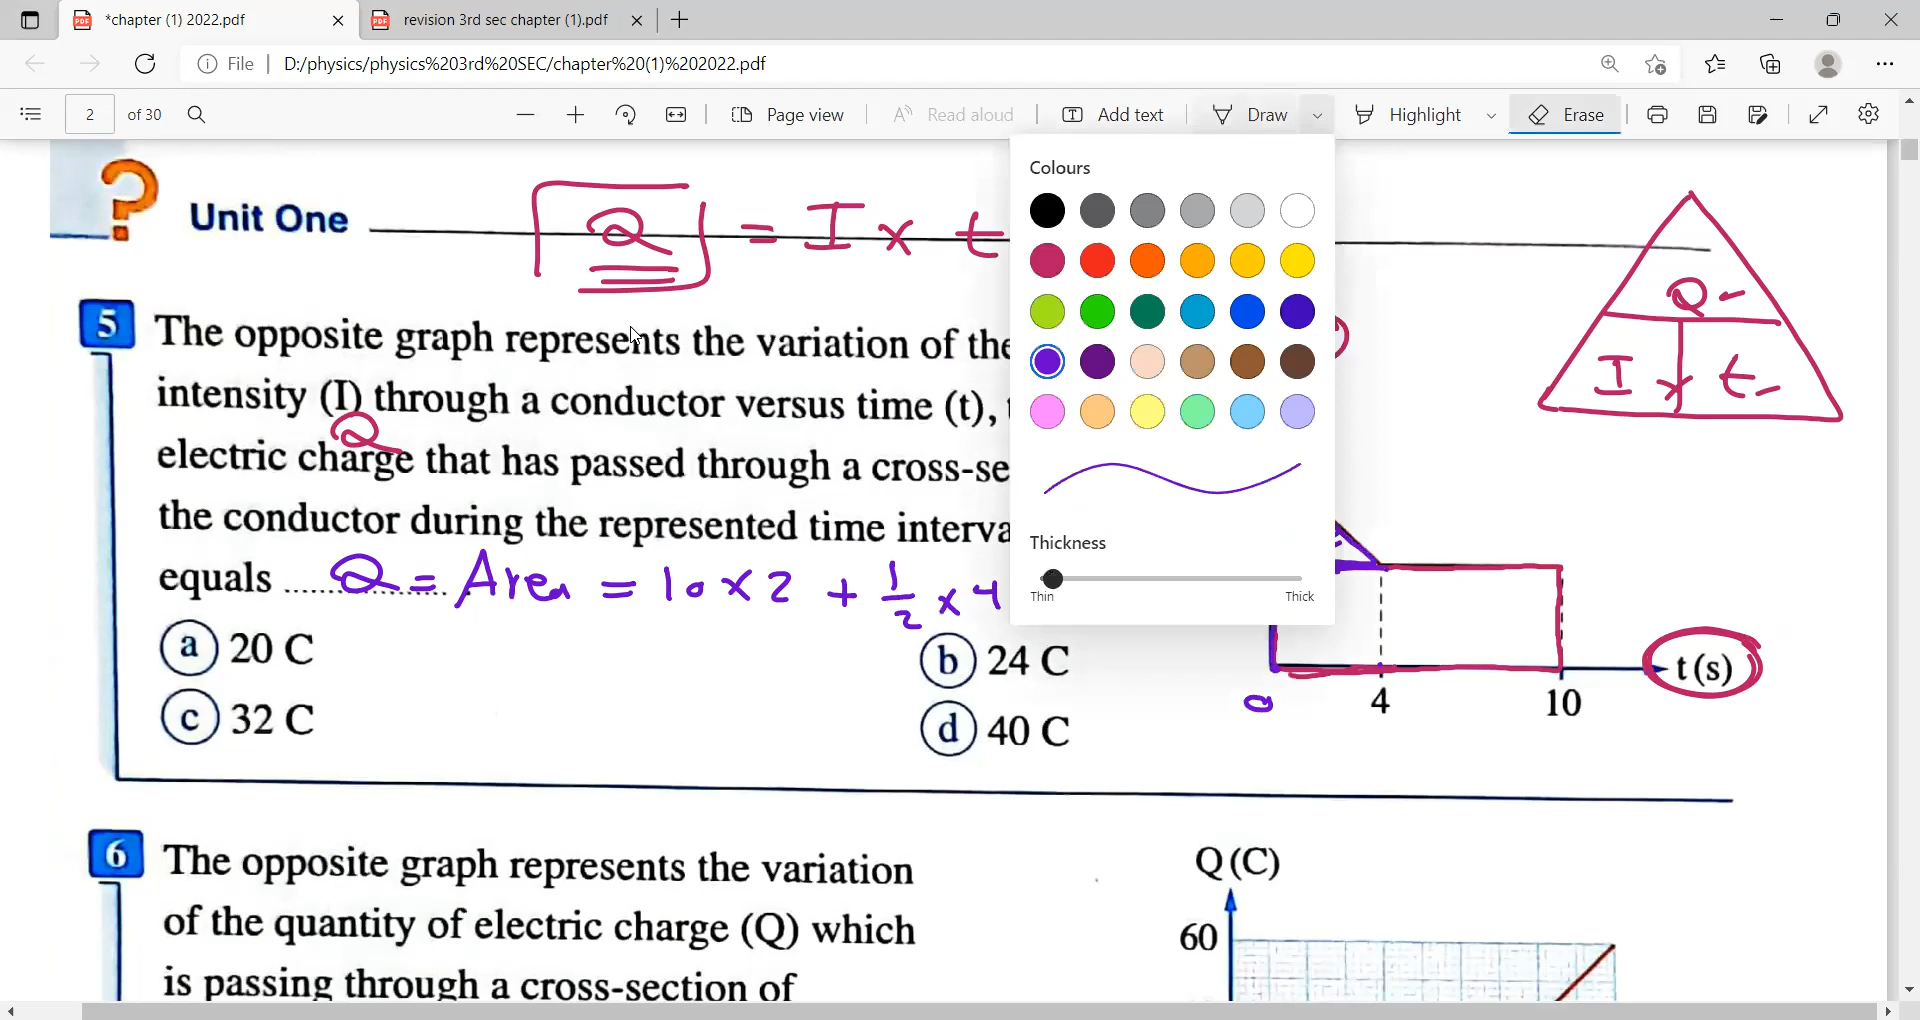 *chapter (1) 2022.pdf
revision 3rd sec chapter (1).pdf
File
D:/physics/physics%203rd%20SEC/chapter%20(1)%202022.pdf
2 of 30
Page view
Read aloud
Add text
Draw
Highlight
Erase
Colours
Thickness
Thin
Thick
Unit One
Q = I x t
Q
I x t
5 The opposite graph represents the variation of the
intensity (I) through a conductor versus time (t),
Q
electric charge that has passed through a cross-se
the conductor during the represented time interva
equals ............ Q = Area = 10 x 2 + 1/2 x 4
a 20 C
b 24 C
c 32 C
d 40 C
0
4
10
t (s)
6 The opposite graph represents the variation
of the quantity of electric charge (Q) which
is passing through a cross-section of
Q (C)
60